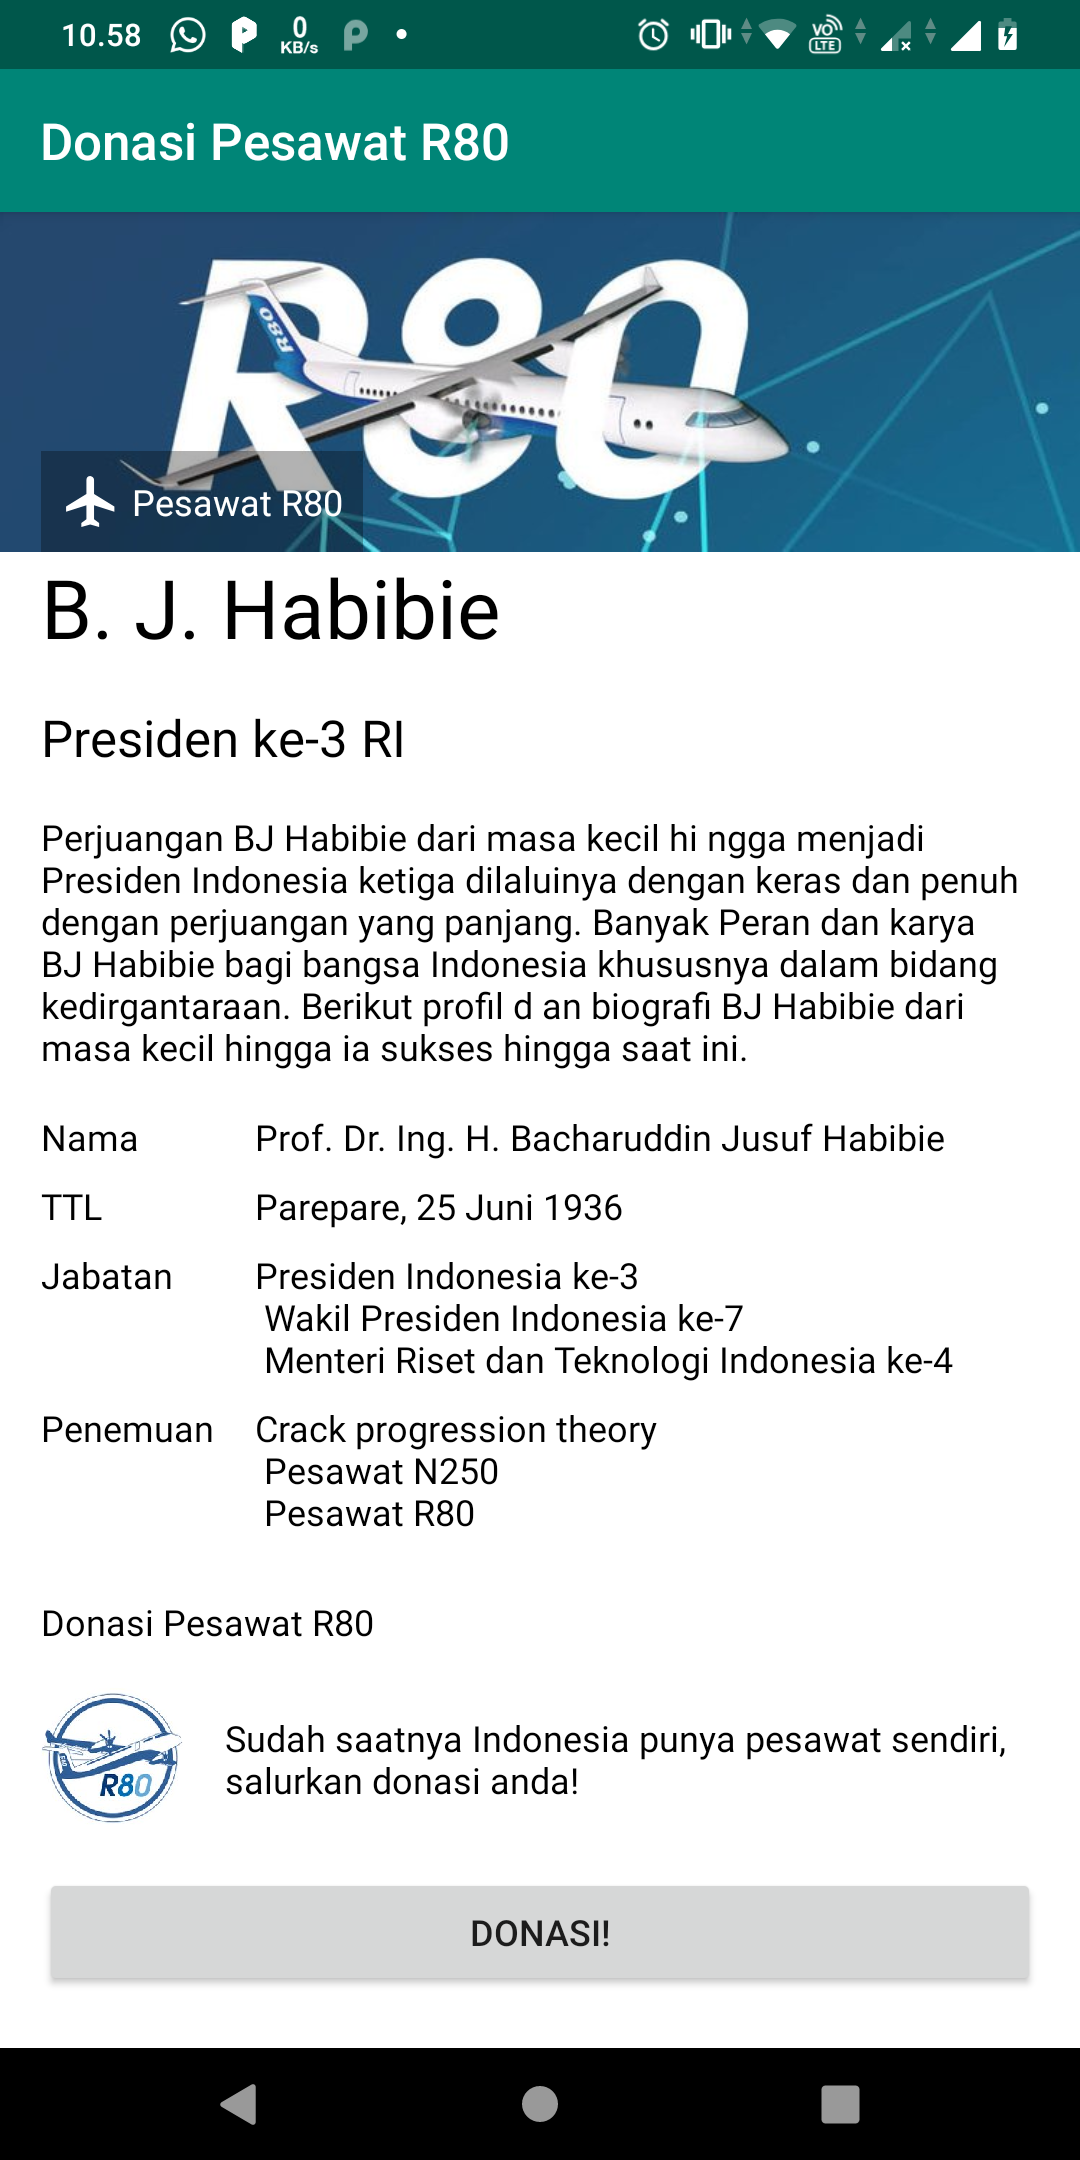 10.58
0
KB/s
VO
LTE
Donasi Pesawat R80
R80
R80
Pesawat R80
B. J. Habibie
Presiden ke-3 RI
Perjuangan BJ Habibie dari masa kecil hi ngga menjadi
Presiden Indonesia ketiga dilaluinya dengan keras dan penuh
dengan perjuangan yang panjang. Banyak Peran dan karya
BJ Habibie bagi bangsa Indonesia khususnya dalam bidang
kedirgantaraan. Berikut profil d an biografi BJ Habibie dari
masa kecil hingga ia sukses hingga saat ini.
Nama Prof. Dr. Ing. H. Bacharuddin Jusuf Habibie
TTL Parepare, 25 Juni 1936
Jabatan Presiden Indonesia ke-3
Wakil Presiden Indonesia ke-7
Menteri Riset dan Teknologi Indonesia ke-4
Penemuan Crack progression theory
Pesawat N250
Pesawat R80
Donasi Pesawat R80
R80
Sudah saatnya Indonesia punya pesawat sendiri,
salurkan donasi anda!
DONASI!